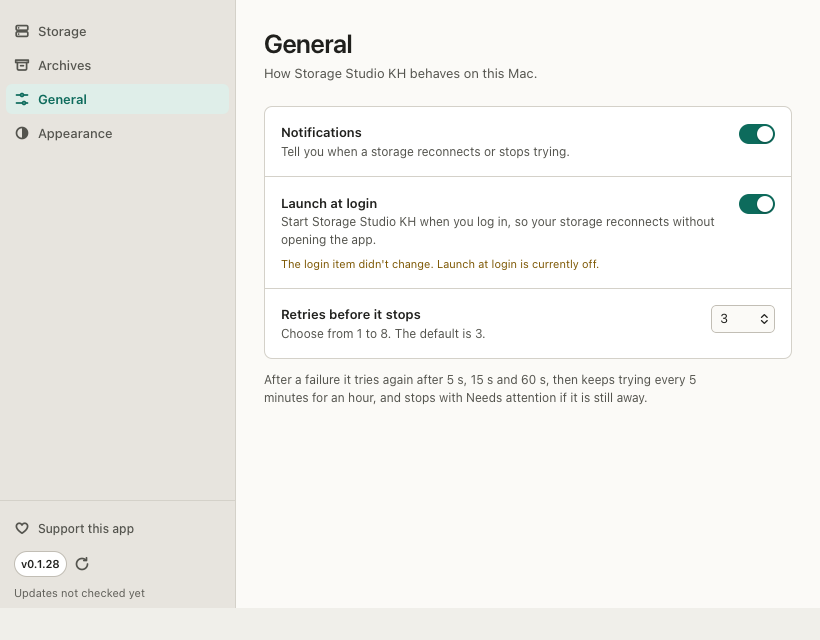 Storage
Archives
General
Appearance
Support this app
v0.1.28
Updates not checked yet
General
How Storage Studio KH behaves on this Mac.
Notifications
Tell you when a storage reconnects or stops trying.
Launch at login
Start Storage Studio KH when you log in, so your storage reconnects without
opening the app.
The login item didn't change. Launch at login is currently off.
Retries before it stops
Choose from 1 to 8. The default is 3.
3
After a failure it tries again after 5 s, 15 s and 60 s, then keeps trying every 5
minutes for an hour, and stops with Needs attention if it is still away.